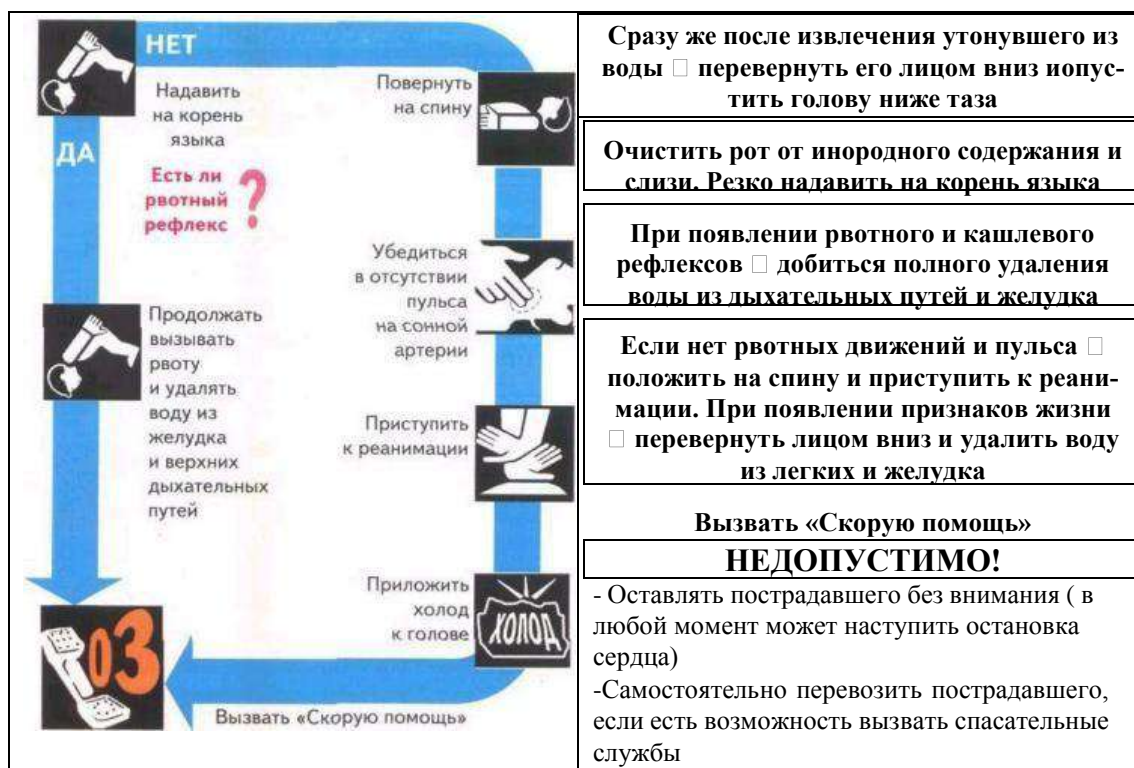 НЕТ
Надавить
на корень
языка
ДА
Есть ли
рвотный
рефлекс
?
Продолжать
вызывать
рвоту
и удалять
воду из
желудка
и верхних
дыхательных
путей
Повернуть
на спину
Убедиться
в отсутствии
пульса
на сонной
артерии
Приступить
к реанимации
Приложить
холод
к голове
ХОЛОД
03
Вызвать «Скорую помощь»
Сразу же после извлечения утонувшего из
воды □ перевернуть его лицом вниз иопус-
тить голову ниже таза
Очистить рот от инородного содержания и
слизи. Резко надавить на корень языка
При появлении рвотного и кашлевого
рефлексов □ добиться полного удаления
воды из дыхательных путей и желудка
Если нет рвотных движений и пульса □
положить на спину и приступить к реани-
мации. При появлении признаков жизни
□ перевернуть лицом вниз и удалить воду
из легких и желудка
Вызвать «Скорую помощь»
НЕДОПУСТИМО!
- Оставлять пострадавшего без внимания ( в
любой момент может наступить остановка
сердца)
-Самостоятельно перевозить пострадавшего,
если есть возможность вызвать спасательные
службы